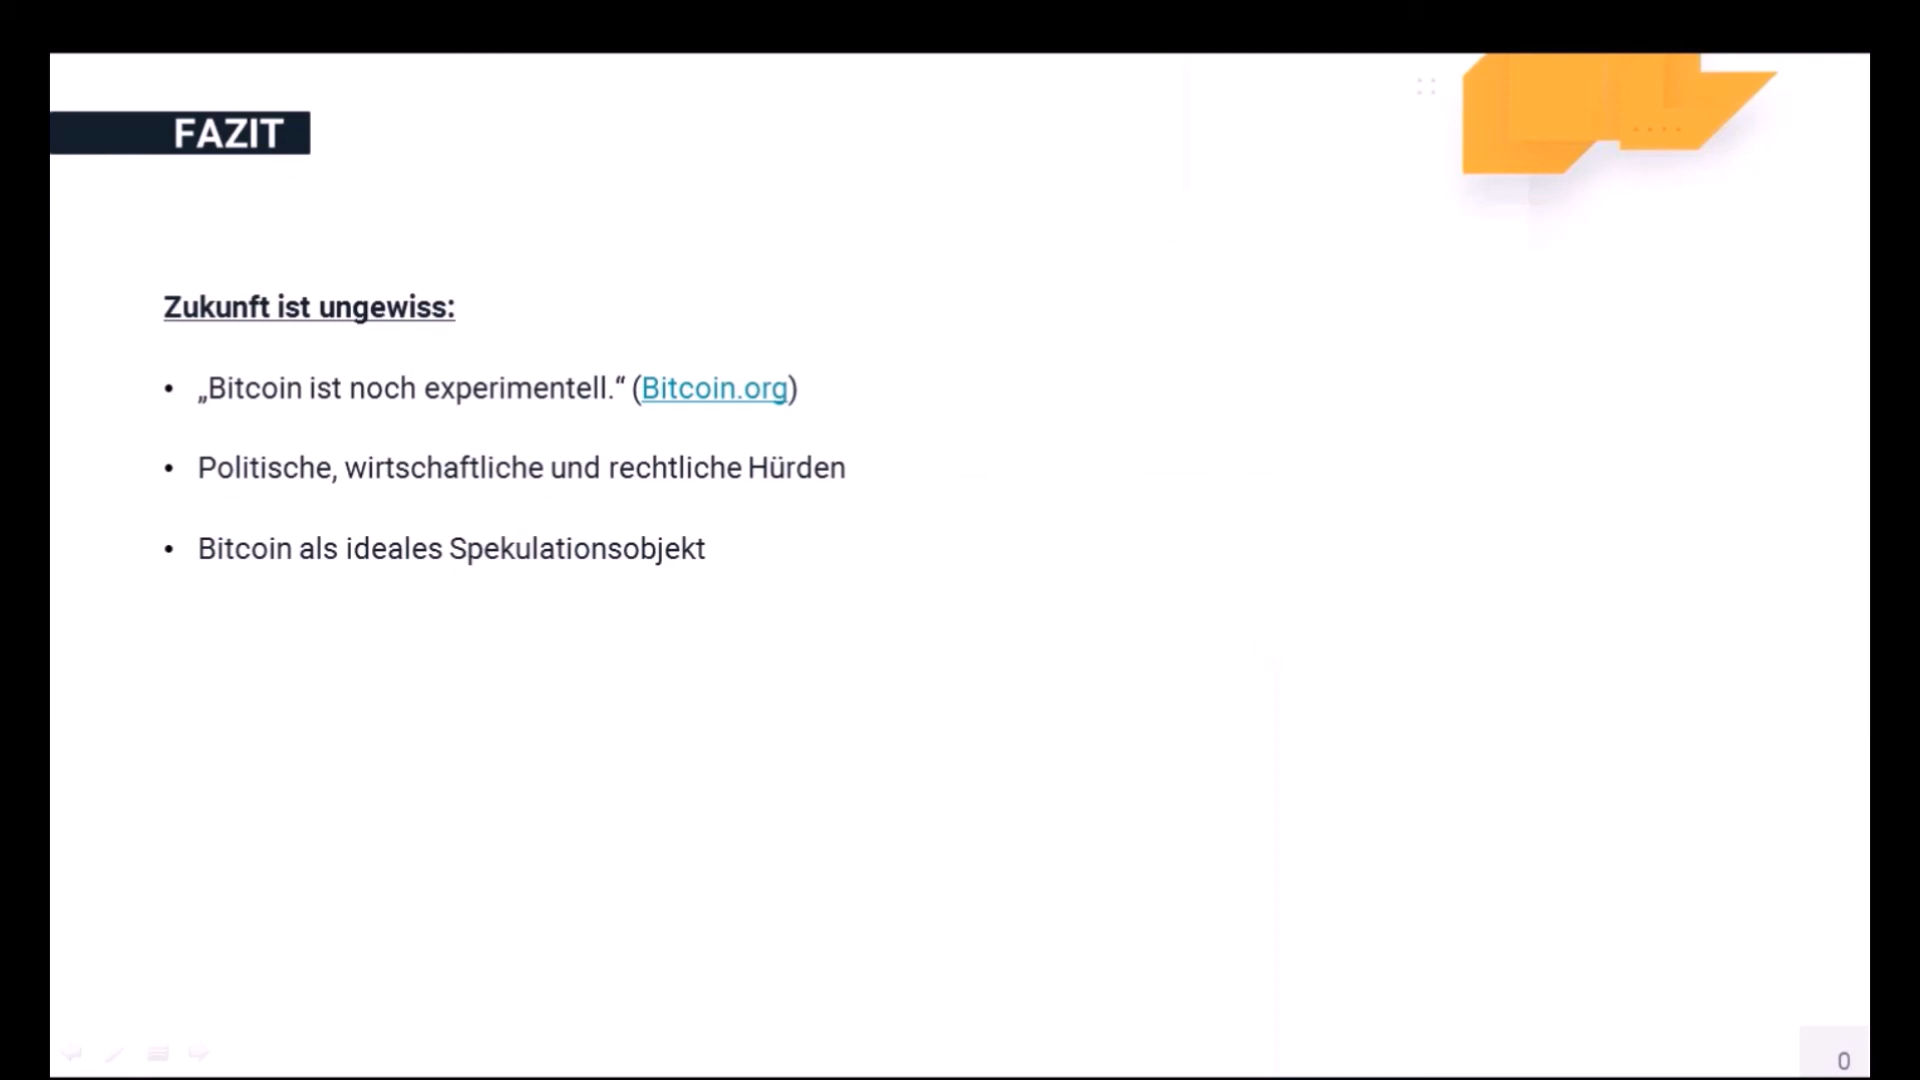 FAZIT
Zukunft ist ungewiss:
• „Bitcoin ist noch experimentell.“ (Bitcoin.org)
• Politische, wirtschaftliche und rechtliche Hürden
• Bitcoin als ideales Spekulationsobjekt
0